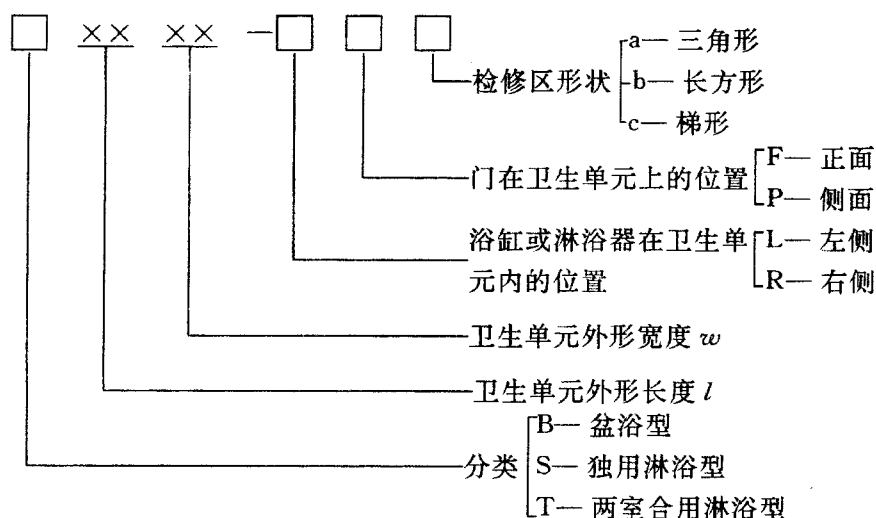 □ ×× ×× —□ □ □
a— 三角形
检修区形状 b— 长方形
c— 梯形
门在卫生单元上的位置 F— 正面
P— 侧面
浴缸或淋浴器在卫生单 L— 左侧
元内的位置 R— 右侧
卫生单元外形宽度 w
卫生单元外形长度 l
B— 盆浴型
分类 S— 独用淋浴型
T— 两室合用淋浴型